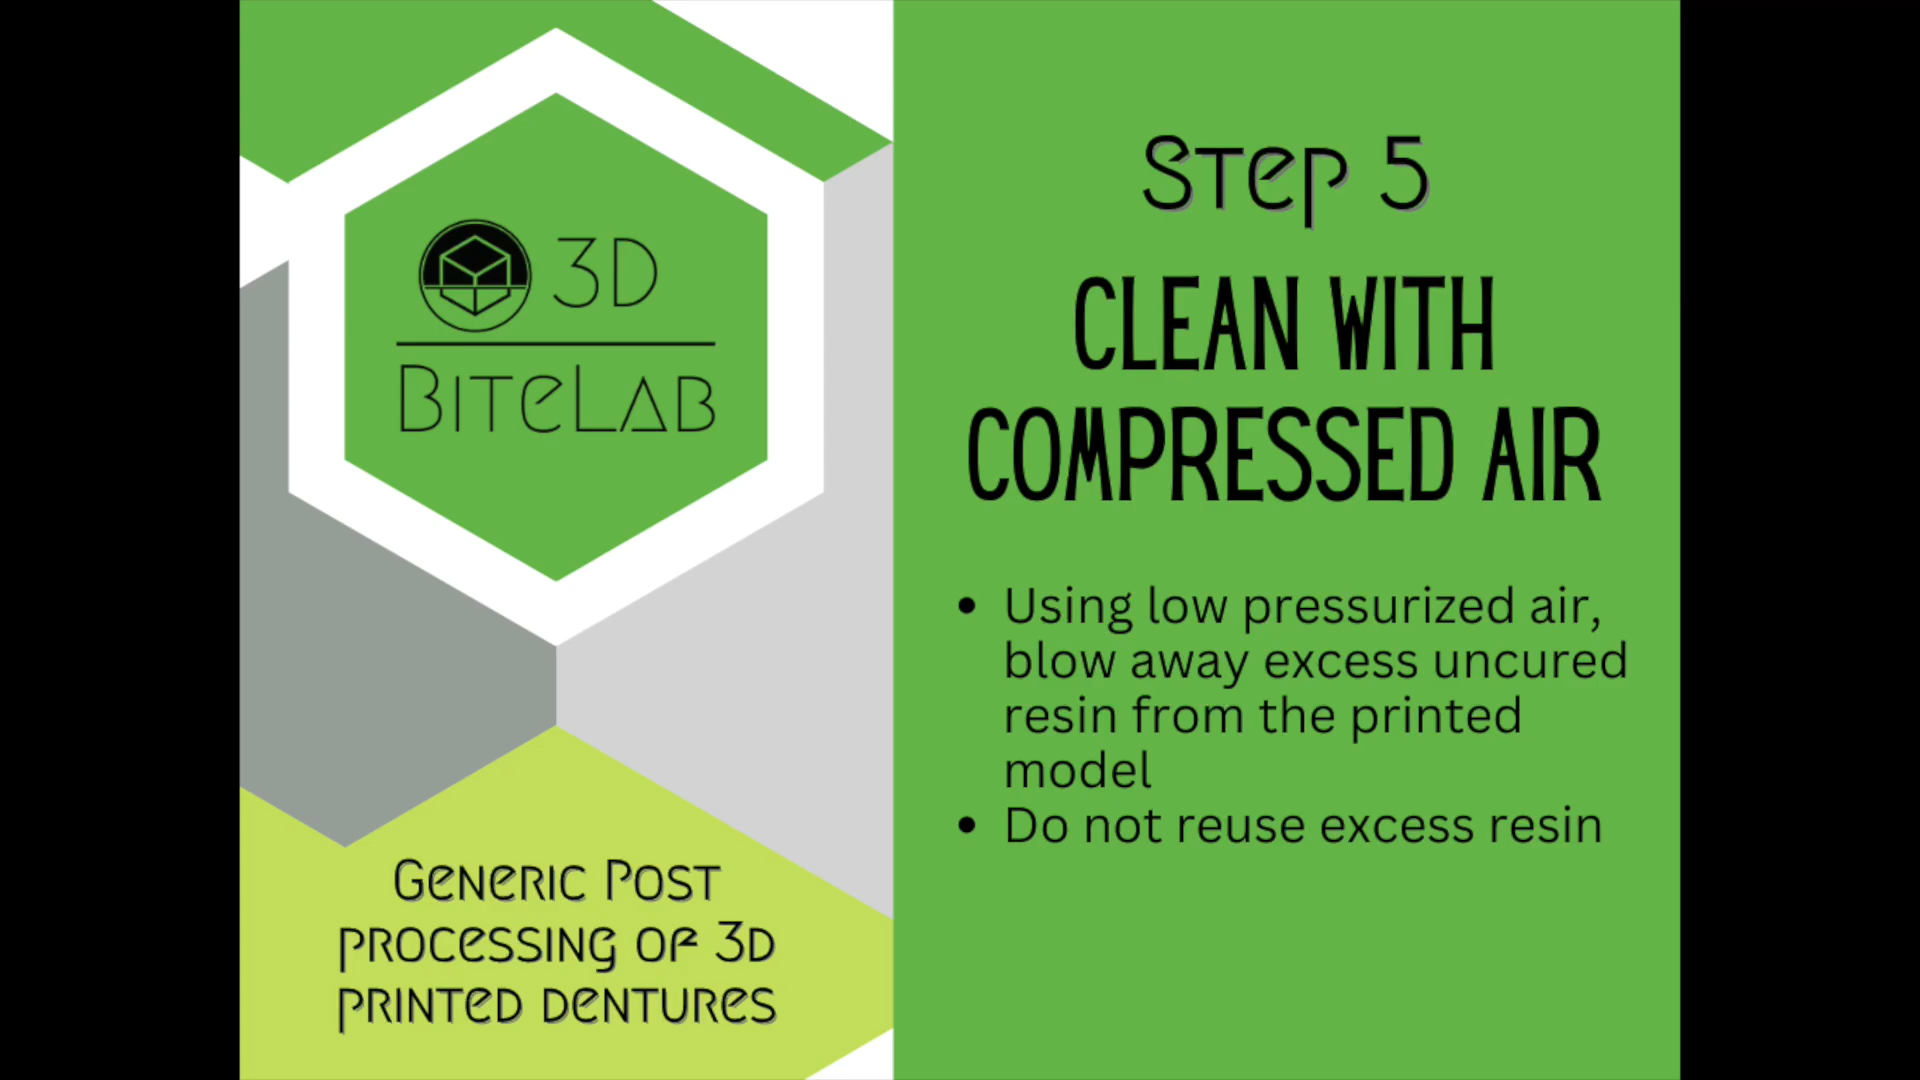 3D
BiteLab
Generic Post
processing of 3D
printed dentures
Step 5
CLEAN WITH
COMPRESSED AIR
• Using low pressurized air,
blow away excess uncured
resin from the printed
model
• Do not reuse excess resin